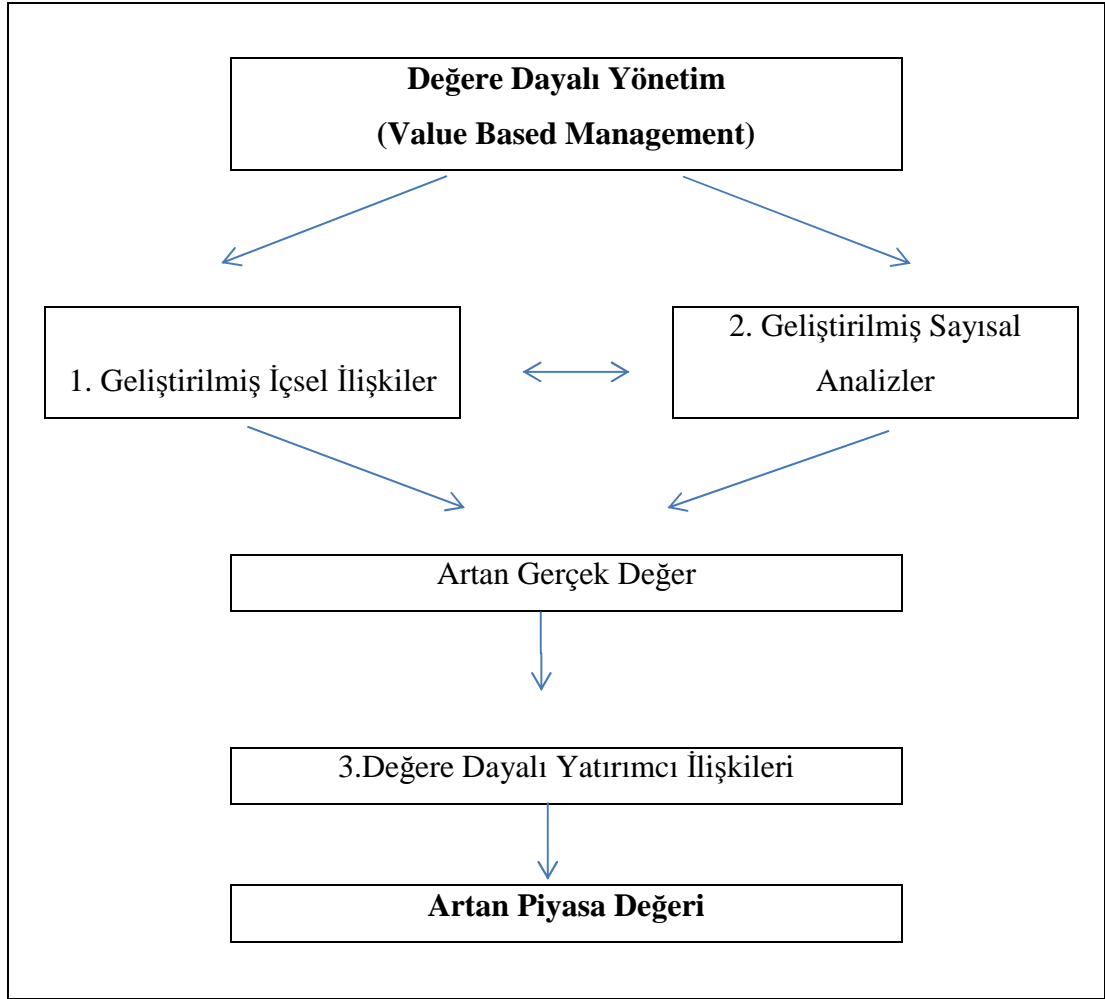 Değere Dayalı Yönetim
(Value Based Management)
1. Geliştirilmiş İçsel İlişkiler
2. Geliştirilmiş Sayısal
Analizler
Artan Gerçek Değer
3.Değere Dayalı Yatırımcı İlişkileri
Artan Piyasa Değeri